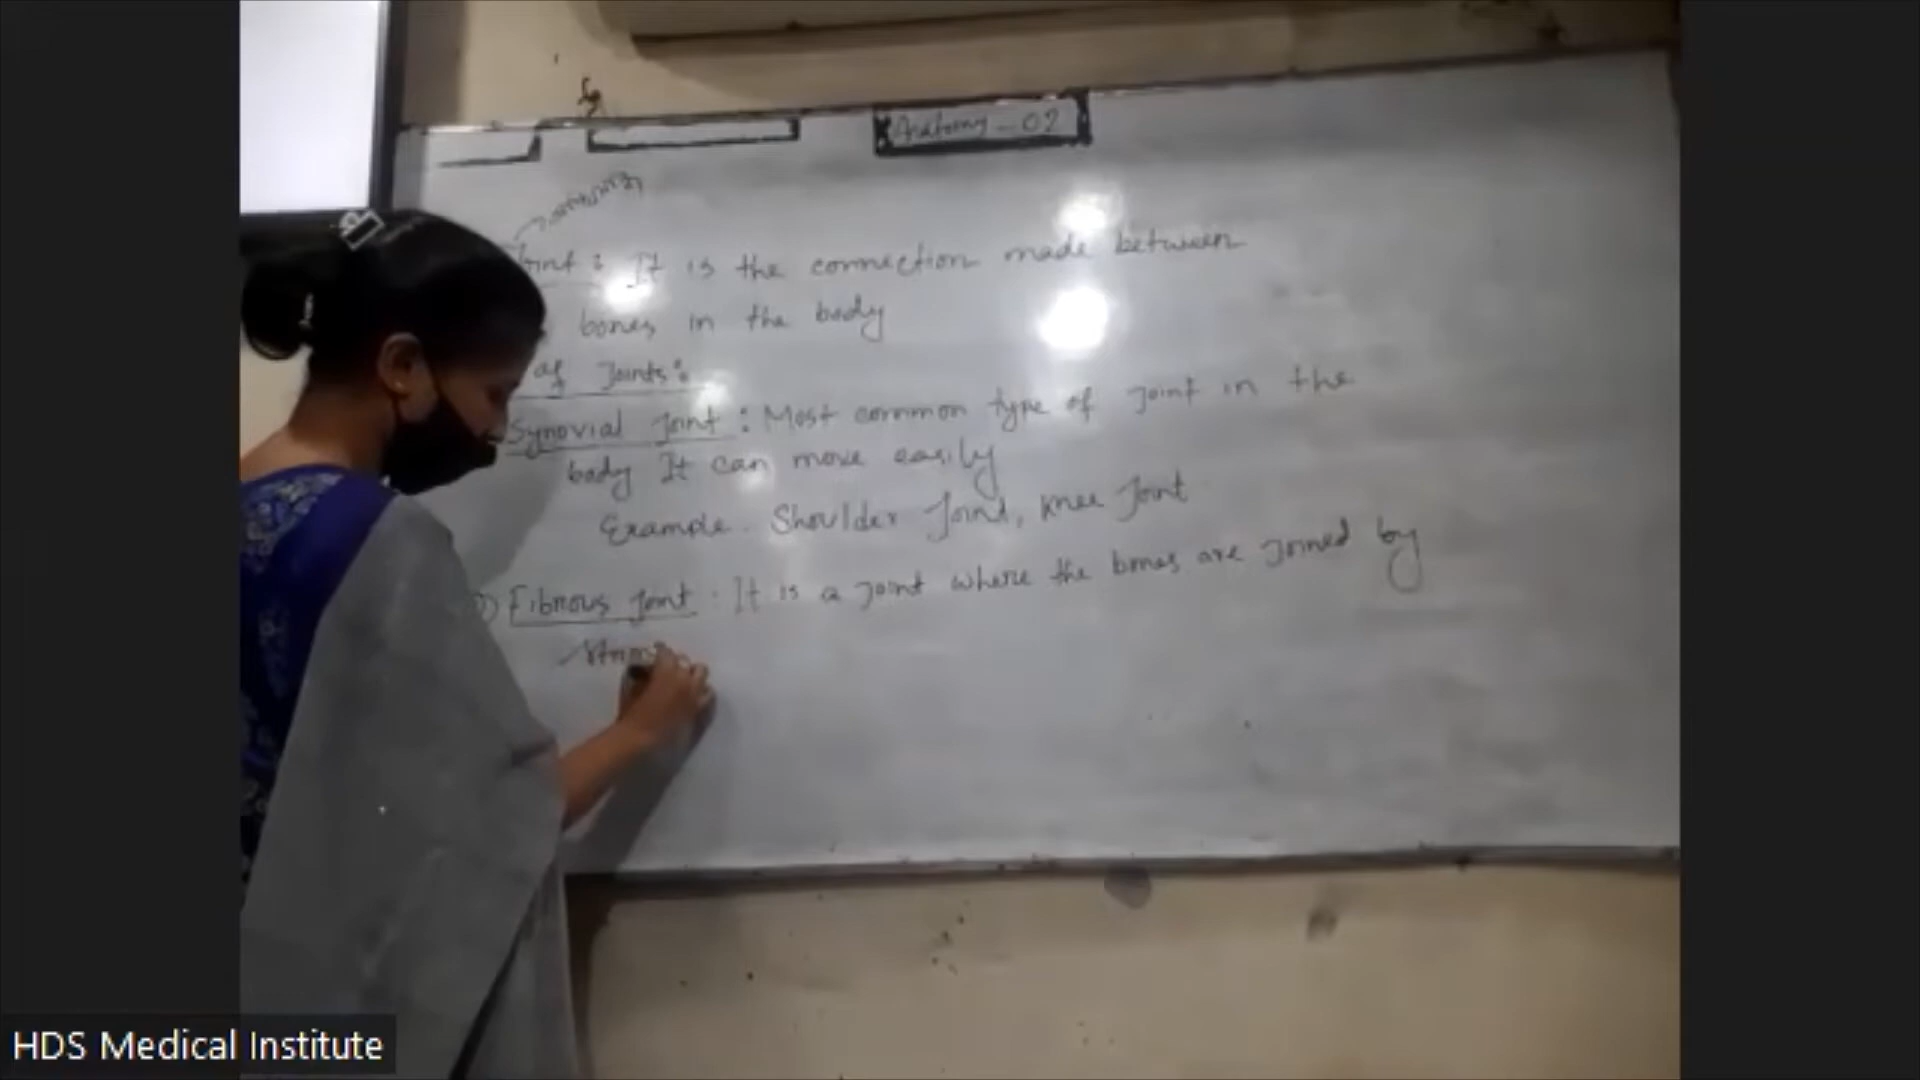 Anatomy - 02
Joint : It is the connection made between
bones in the body
of Joints:
Synovial Joint : Most common type of Joint in the
body It can move easily
Example. Shoulder Joint, Knee Joint
Fibrous Joint : It is a Joint where the bones are Joined by
Strong
HDS Medical Institute